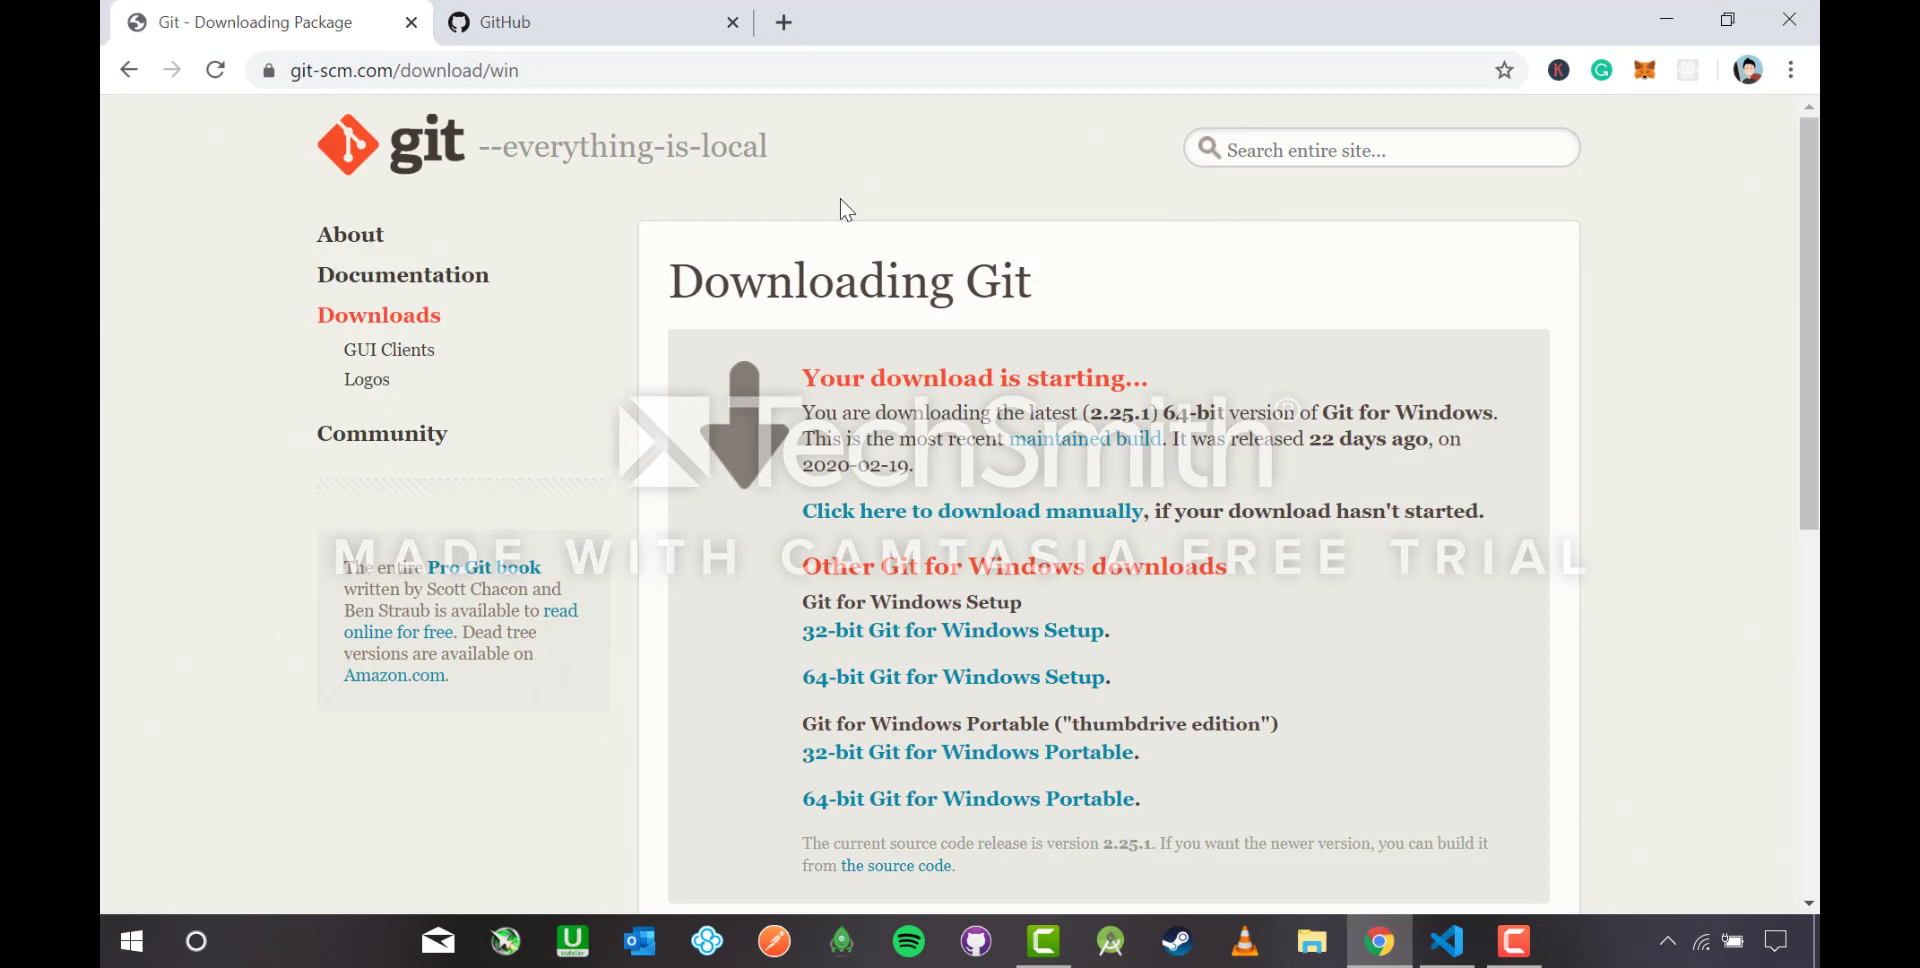 Git - Downloading Package
GitHub
git-scm.com/download/win
git --everything-is-local
Search entire site...
About
Documentation
Downloads
GUI Clients
Logos
Community
The entire Pro Git book
written by Scott Chacon and
Ben Straub is available to read
online for free. Dead tree
versions are available on
Amazon.com.
Downloading Git
Your download is starting...
You are downloading the latest (2.25.1) 64-bit version of Git for Windows.
This is the most recent maintained build. It was released 22 days ago, on
2020-02-19.
Click here to download manually, if your download hasn't started.
Other Git for Windows downloads
Git for Windows Setup
32-bit Git for Windows Setup.
64-bit Git for Windows Setup.
Git for Windows Portable ("thumbdrive edition")
32-bit Git for Windows Portable.
64-bit Git for Windows Portable.
The current source code release is version 2.25.1. If you want the newer version, you can build it
from the source code.
TechSmith®
MADE WITH CAMTASIA FREE TRIAL